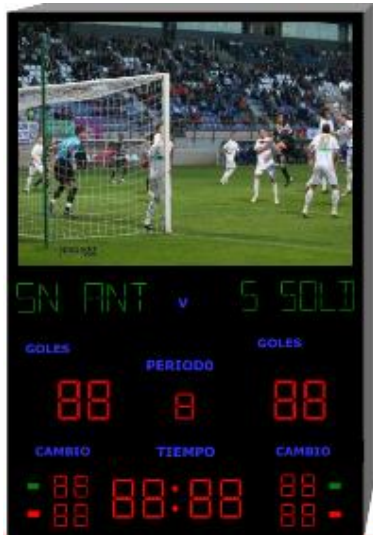 SN ANT v S SOLD
GOLES GOLES
PERIODO
88 8 88
CAMBIO TIEMPO CAMBIO
88 88:88 88
88 88